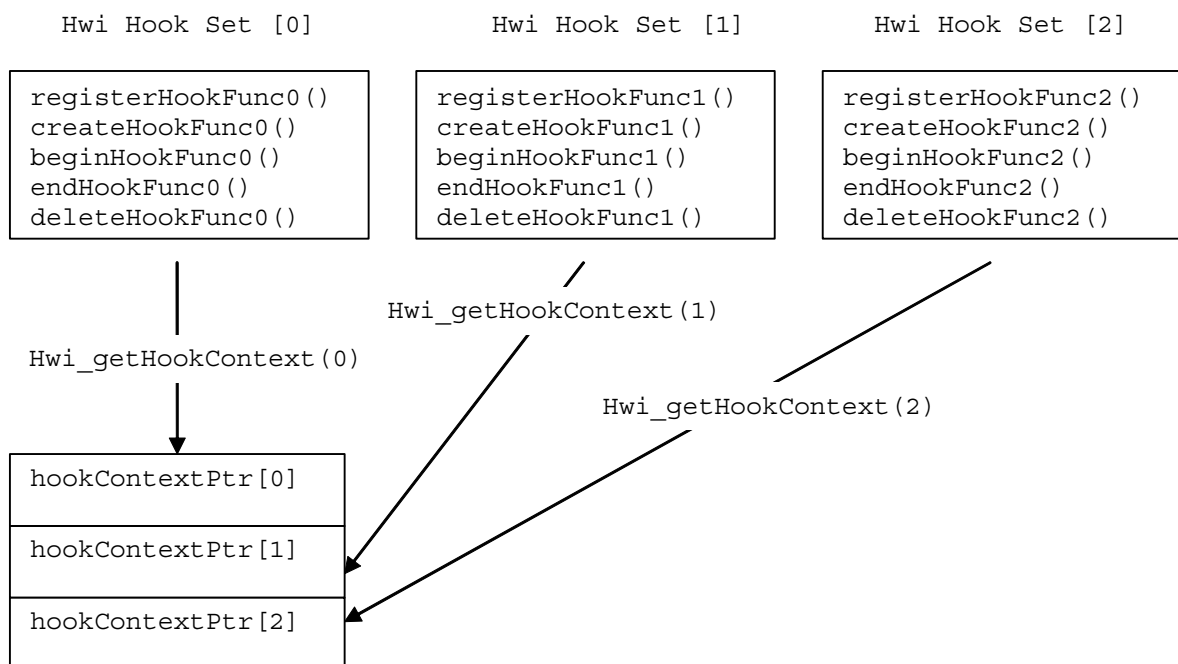 Hwi Hook Set [0]
Hwi Hook Set [1]
Hwi Hook Set [2]
registerHookFunc0()
createHookFunc0()
beginHookFunc0()
endHookFunc0()
deleteHookFunc0()
registerHookFunc1()
createHookFunc1()
beginHookFunc1()
endHookFunc1()
deleteHookFunc1()
registerHookFunc2()
createHookFunc2()
beginHookFunc2()
endHookFunc2()
deleteHookFunc2()
Hwi_getHookContext(1)
Hwi_getHookContext(0)
Hwi_getHookContext(2)
hookContextPtr[0]
hookContextPtr[1]
hookContextPtr[2]